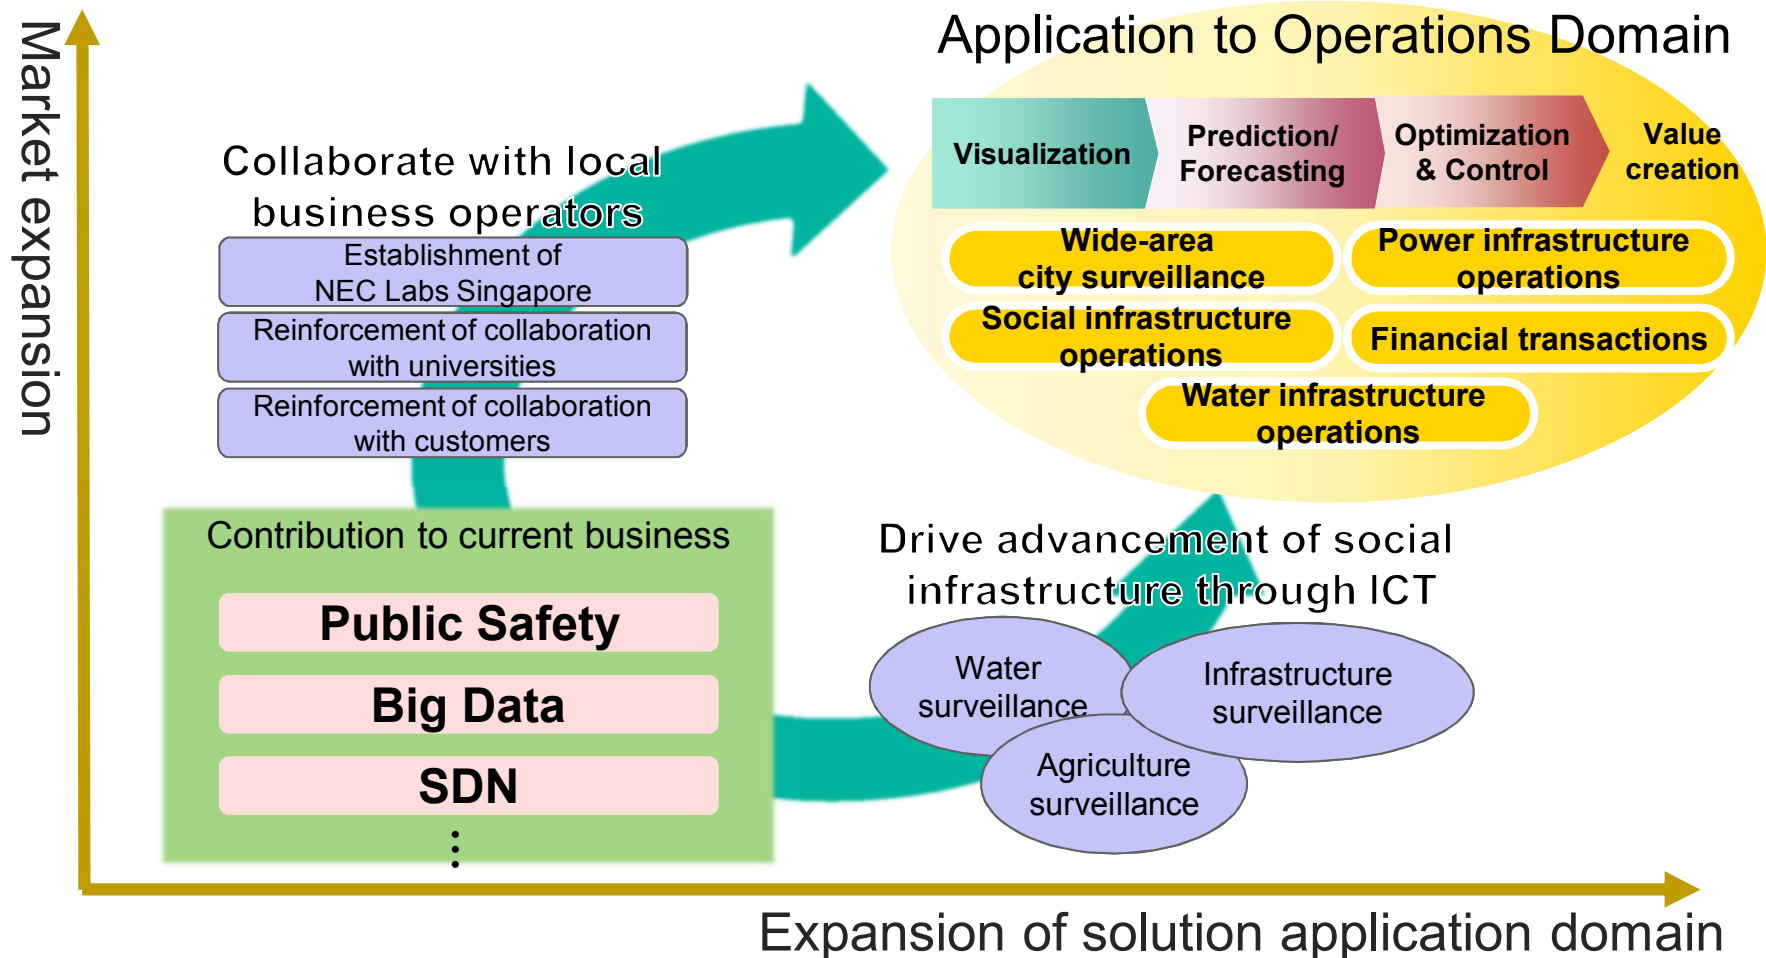 Market expansion
Application to Operations Domain
Visualization
Prediction/
Forecasting
Optimization
& Control
Value
creation
Wide-area
city surveillance
Power infrastructure
operations
Social infrastructure
operations
Financial transactions
Water infrastructure
operations
Collaborate with local
business operators
Establishment of
NEC Labs Singapore
Reinforcement of collaboration
with universities
Reinforcement of collaboration
with customers
Contribution to current business
Public Safety
Big Data
SDN
⋮
Drive advancement of social
infrastructure through ICT
Water
surveillance
Infrastructure
surveillance
Agriculture
surveillance
Expansion of solution application domain